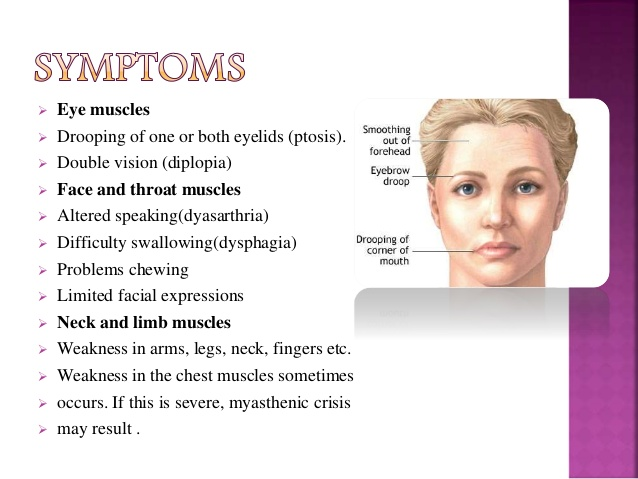 SYMPTOMS
Eye muscles
Drooping of one or both eyelids (ptosis).
Double vision (diplopia)
Face and throat muscles
Altered speaking(dyasarthria)
Difficulty swallowing(dysphagia)
Problems chewing
Limited facial expressions
Neck and limb muscles
Weakness in arms, legs, neck, fingers etc.
Weakness in the chest muscles sometimes
occurs. If this is severe, myasthenic crisis
may result .
Smoothing
out of
forehead
Eyebrow
droop
Drooping of
corner of
mouth